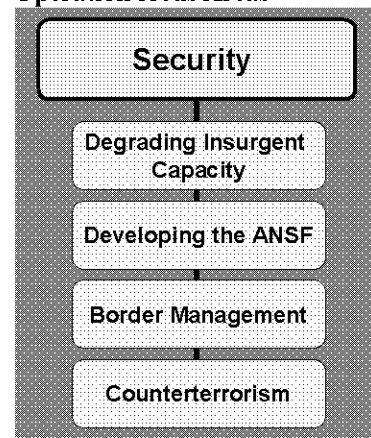 Security
Degrading Insurgent
Capacity
Developing the ANSF
Border Management
Counterterrorism